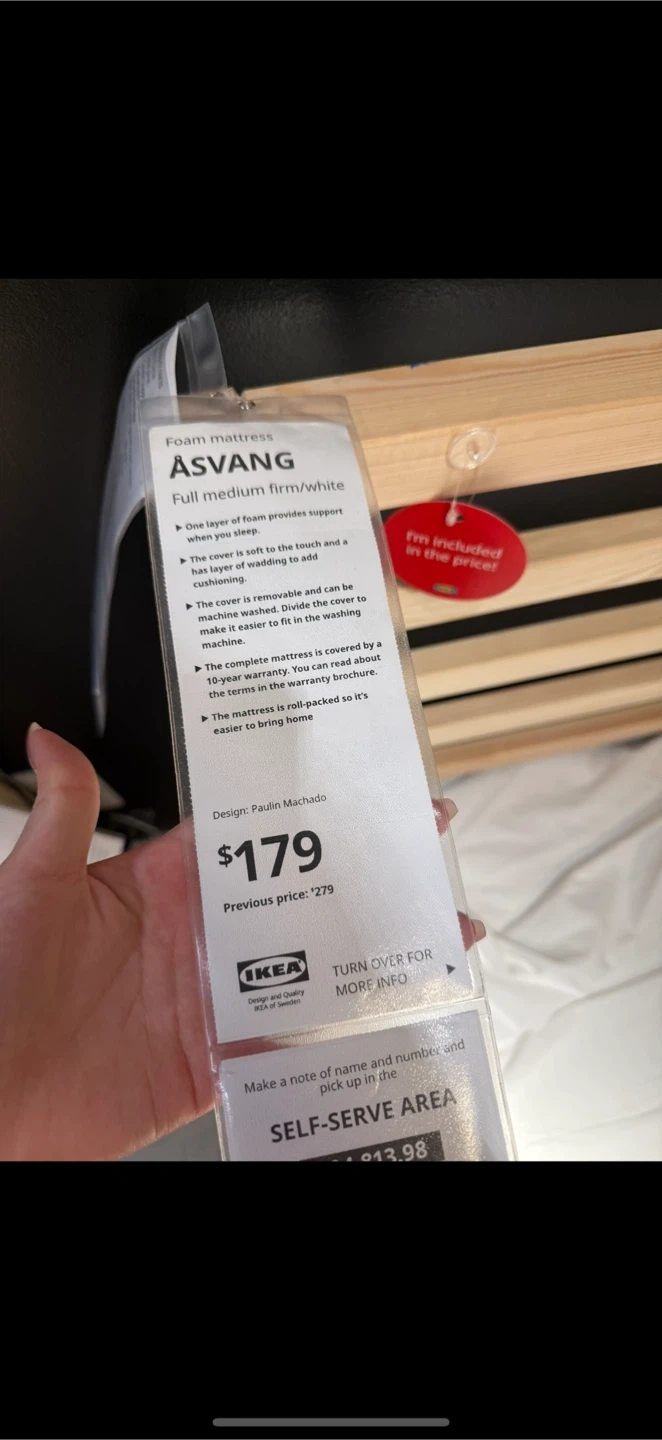 Foam mattress
ÅSVANG
Full medium firm/white
▶ One layer of foam provides support
when you sleep.
▶ The cover is soft to the touch and a
has layer of wadding to add
cushioning.
▶ The cover is removable and can be
machine washed. Divide the cover to
make it easier to fit in the washing
machine.
▶ The complete mattress is covered by a
10-year warranty. You can read about
the terms in the warranty brochure.
▶ The mattress is roll-packed so it's
easier to bring home
Design: Paulin Machado
$179
Previous price: $279
IKEA
Design and Quality
IKEA of Sweden
TURN OVER FOR
MORE INFO ▶
Make a note of name and number and
pick up in the
SELF-SERVE AREA
813.98
I'm included
in the price!